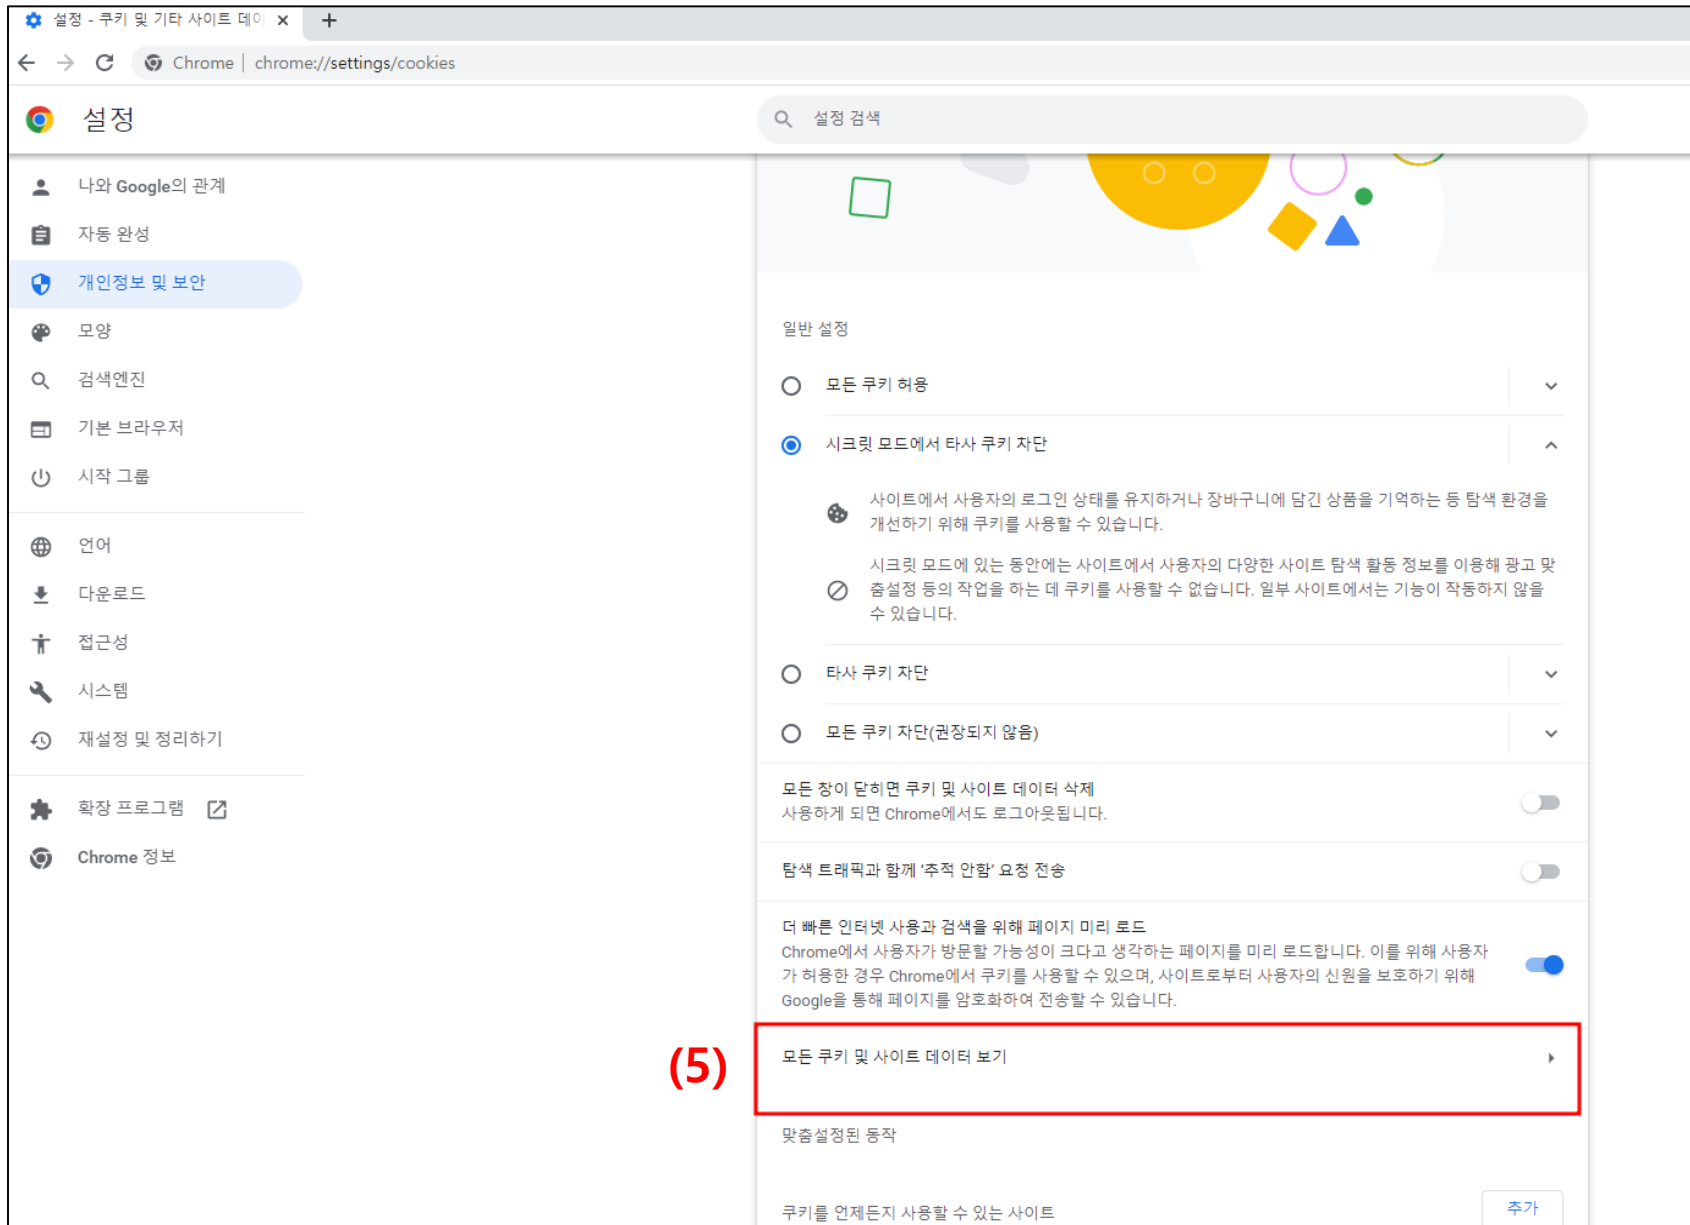 설정 - 쿠키 및 기타 사이트 데이
Chrome | chrome://settings/cookies
설정
설정 검색
나와 Google의 관계
자동 완성
개인정보 및 보안
모양
검색엔진
기본 브라우저
시작 그룹
언어
다운로드
접근성
시스템
재설정 및 정리하기
확장 프로그램
Chrome 정보
일반 설정
모든 쿠키 허용
시크릿 모드에서 타사 쿠키 차단
사이트에서 사용자의 로그인 상태를 유지하거나 장바구니에 담긴 상품을 기억하는 등 탐색 환경을
개선하기 위해 쿠키를 사용할 수 있습니다.
시크릿 모드에 있는 동안에는 사이트에서 사용자의 다양한 사이트 탐색 활동 정보를 이용해 광고 맞
춤설정 등의 작업을 하는 데 쿠키를 사용할 수 없습니다. 일부 사이트에서는 기능이 작동하지 않을
수 있습니다.
타사 쿠키 차단
모든 쿠키 차단(권장되지 않음)
모든 창이 닫히면 쿠키 및 사이트 데이터 삭제
사용하게 되면 Chrome에서도 로그아웃됩니다.
탐색 트래픽과 함께 '추적 안함' 요청 전송
더 빠른 인터넷 사용과 검색을 위해 페이지 미리 로드
Chrome에서 사용자가 방문할 가능성이 크다고 생각하는 페이지를 미리 로드합니다. 이를 위해 사용자
가 허용한 경우 Chrome에서 쿠키를 사용할 수 있으며, 사이트로부터 사용자의 신원을 보호하기 위해
Google을 통해 페이지를 암호화하여 전송할 수 있습니다.
(5)
모든 쿠키 및 사이트 데이터 보기
맞춤설정된 동작
쿠키를 언제든지 사용할 수 있는 사이트
추가